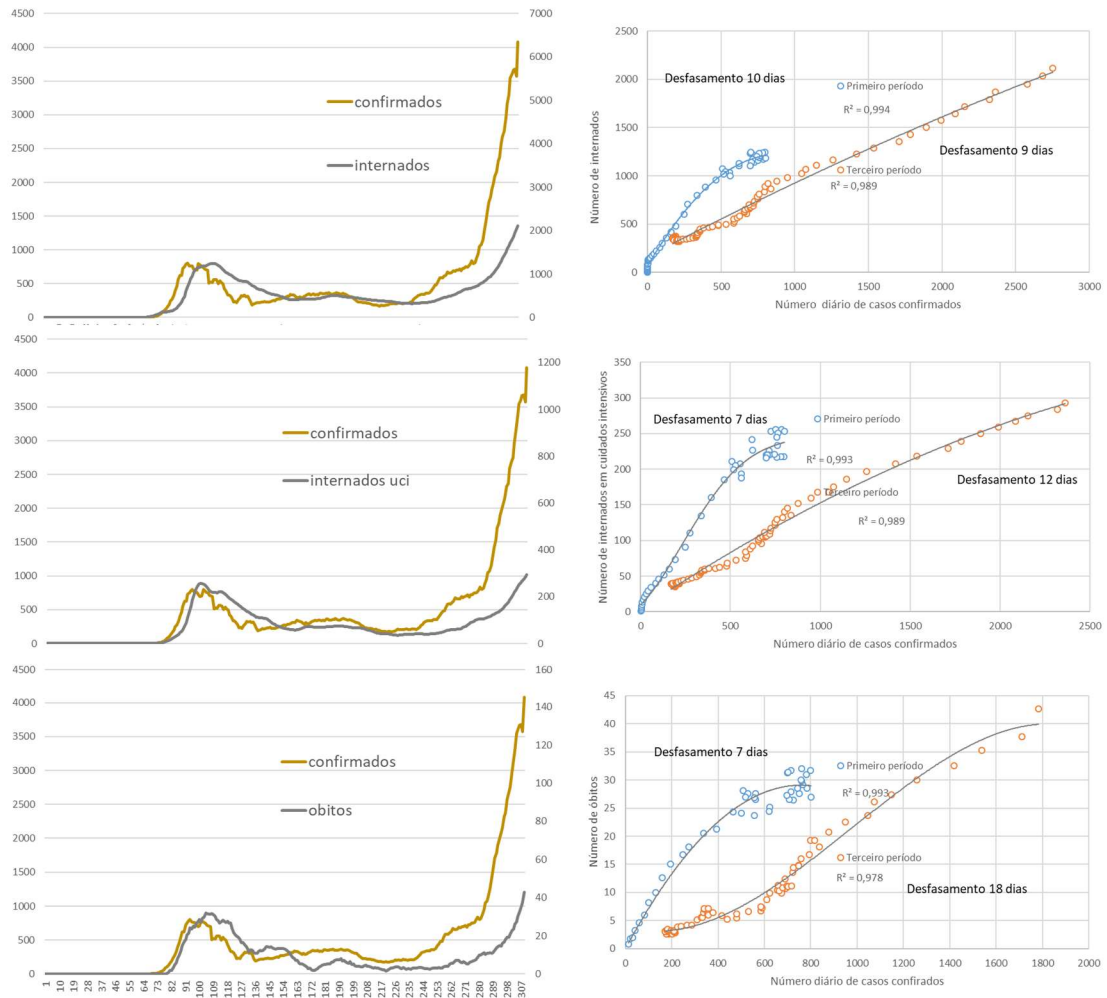 4500
4000
3500
3000
2500
2000
1500
1000
500
0
7000
6000
5000
4000
3000
2000
1000
0
confirmados
internados
Número de internados
2000
1500
1000
500
0
Desfasamento 10 dias
Primeiro período
R² = 0,994
Desfasamento 9 dias
Terceiro período
R² = 0,989
0 500 1000 1500 2000 2500 3000
Número diário de casos confirmados
4500
4000
3500
3000
2500
2000
1500
1000
500
0
1200
1000
800
600
400
200
0
confirmados
internados uci
Número de internados em cuidados intensivos
350
300
250
200
150
100
50
0
Desfasamento 7 dias
Primeiro período
R² = 0,993
Terceiro período
Desfasamento 12 dias
R² = 0,989
0 500 1000 1500 2000 2500
Número diário de casos confirmados
4500
4000
3500
3000
2500
2000
1500
1000
500
0
160
140
120
100
80
60
40
20
0
confirmados
obitos
1 10 19 28 37 46 55 64 73 82 91 100 109 118 127 136 145 154 163 172 181 190 199 208 217 226 235 244 253 262 271 280 289 298 307
Número de óbitos
45
40
35
30
25
20
15
10
5
0
Desfasamento 7 dias
Primeiro período
R² = 0,993
Terceiro período
R² = 0,978
Desfasamento 18 dias
0 200 400 600 800 1000 1200 1400 1600 1800 2000
Número diário de casos confirmados